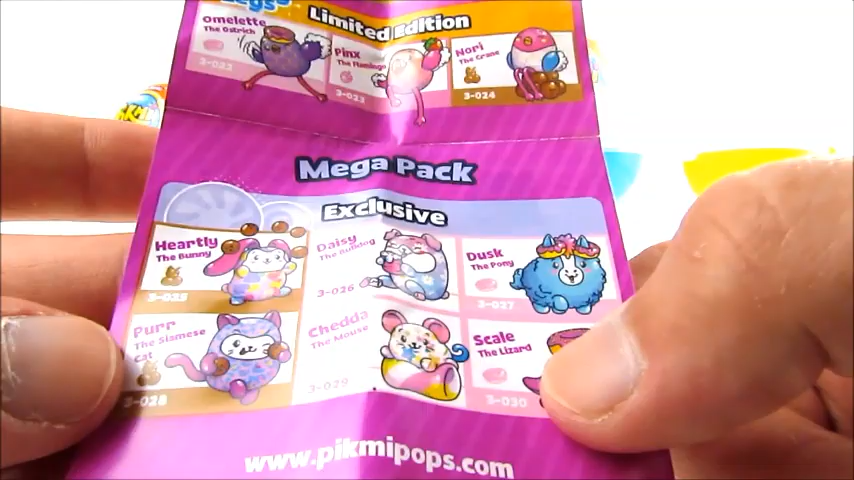 Limited Edition
Omelette
The Ostrich
3-022
Pinx
The Flamingo
3-023
Nori
The Crane
3-024
Mega Pack
Exclusive
Heartly
The Bunny
3-025
Daisy
The Bulldog
3-026
Dusk
The Pony
3-027
Purr
The Siamese
Cat
3-028
Chedda
The Mouse
3-029
Scale
The Lizard
3-030
www.pikmipops.com